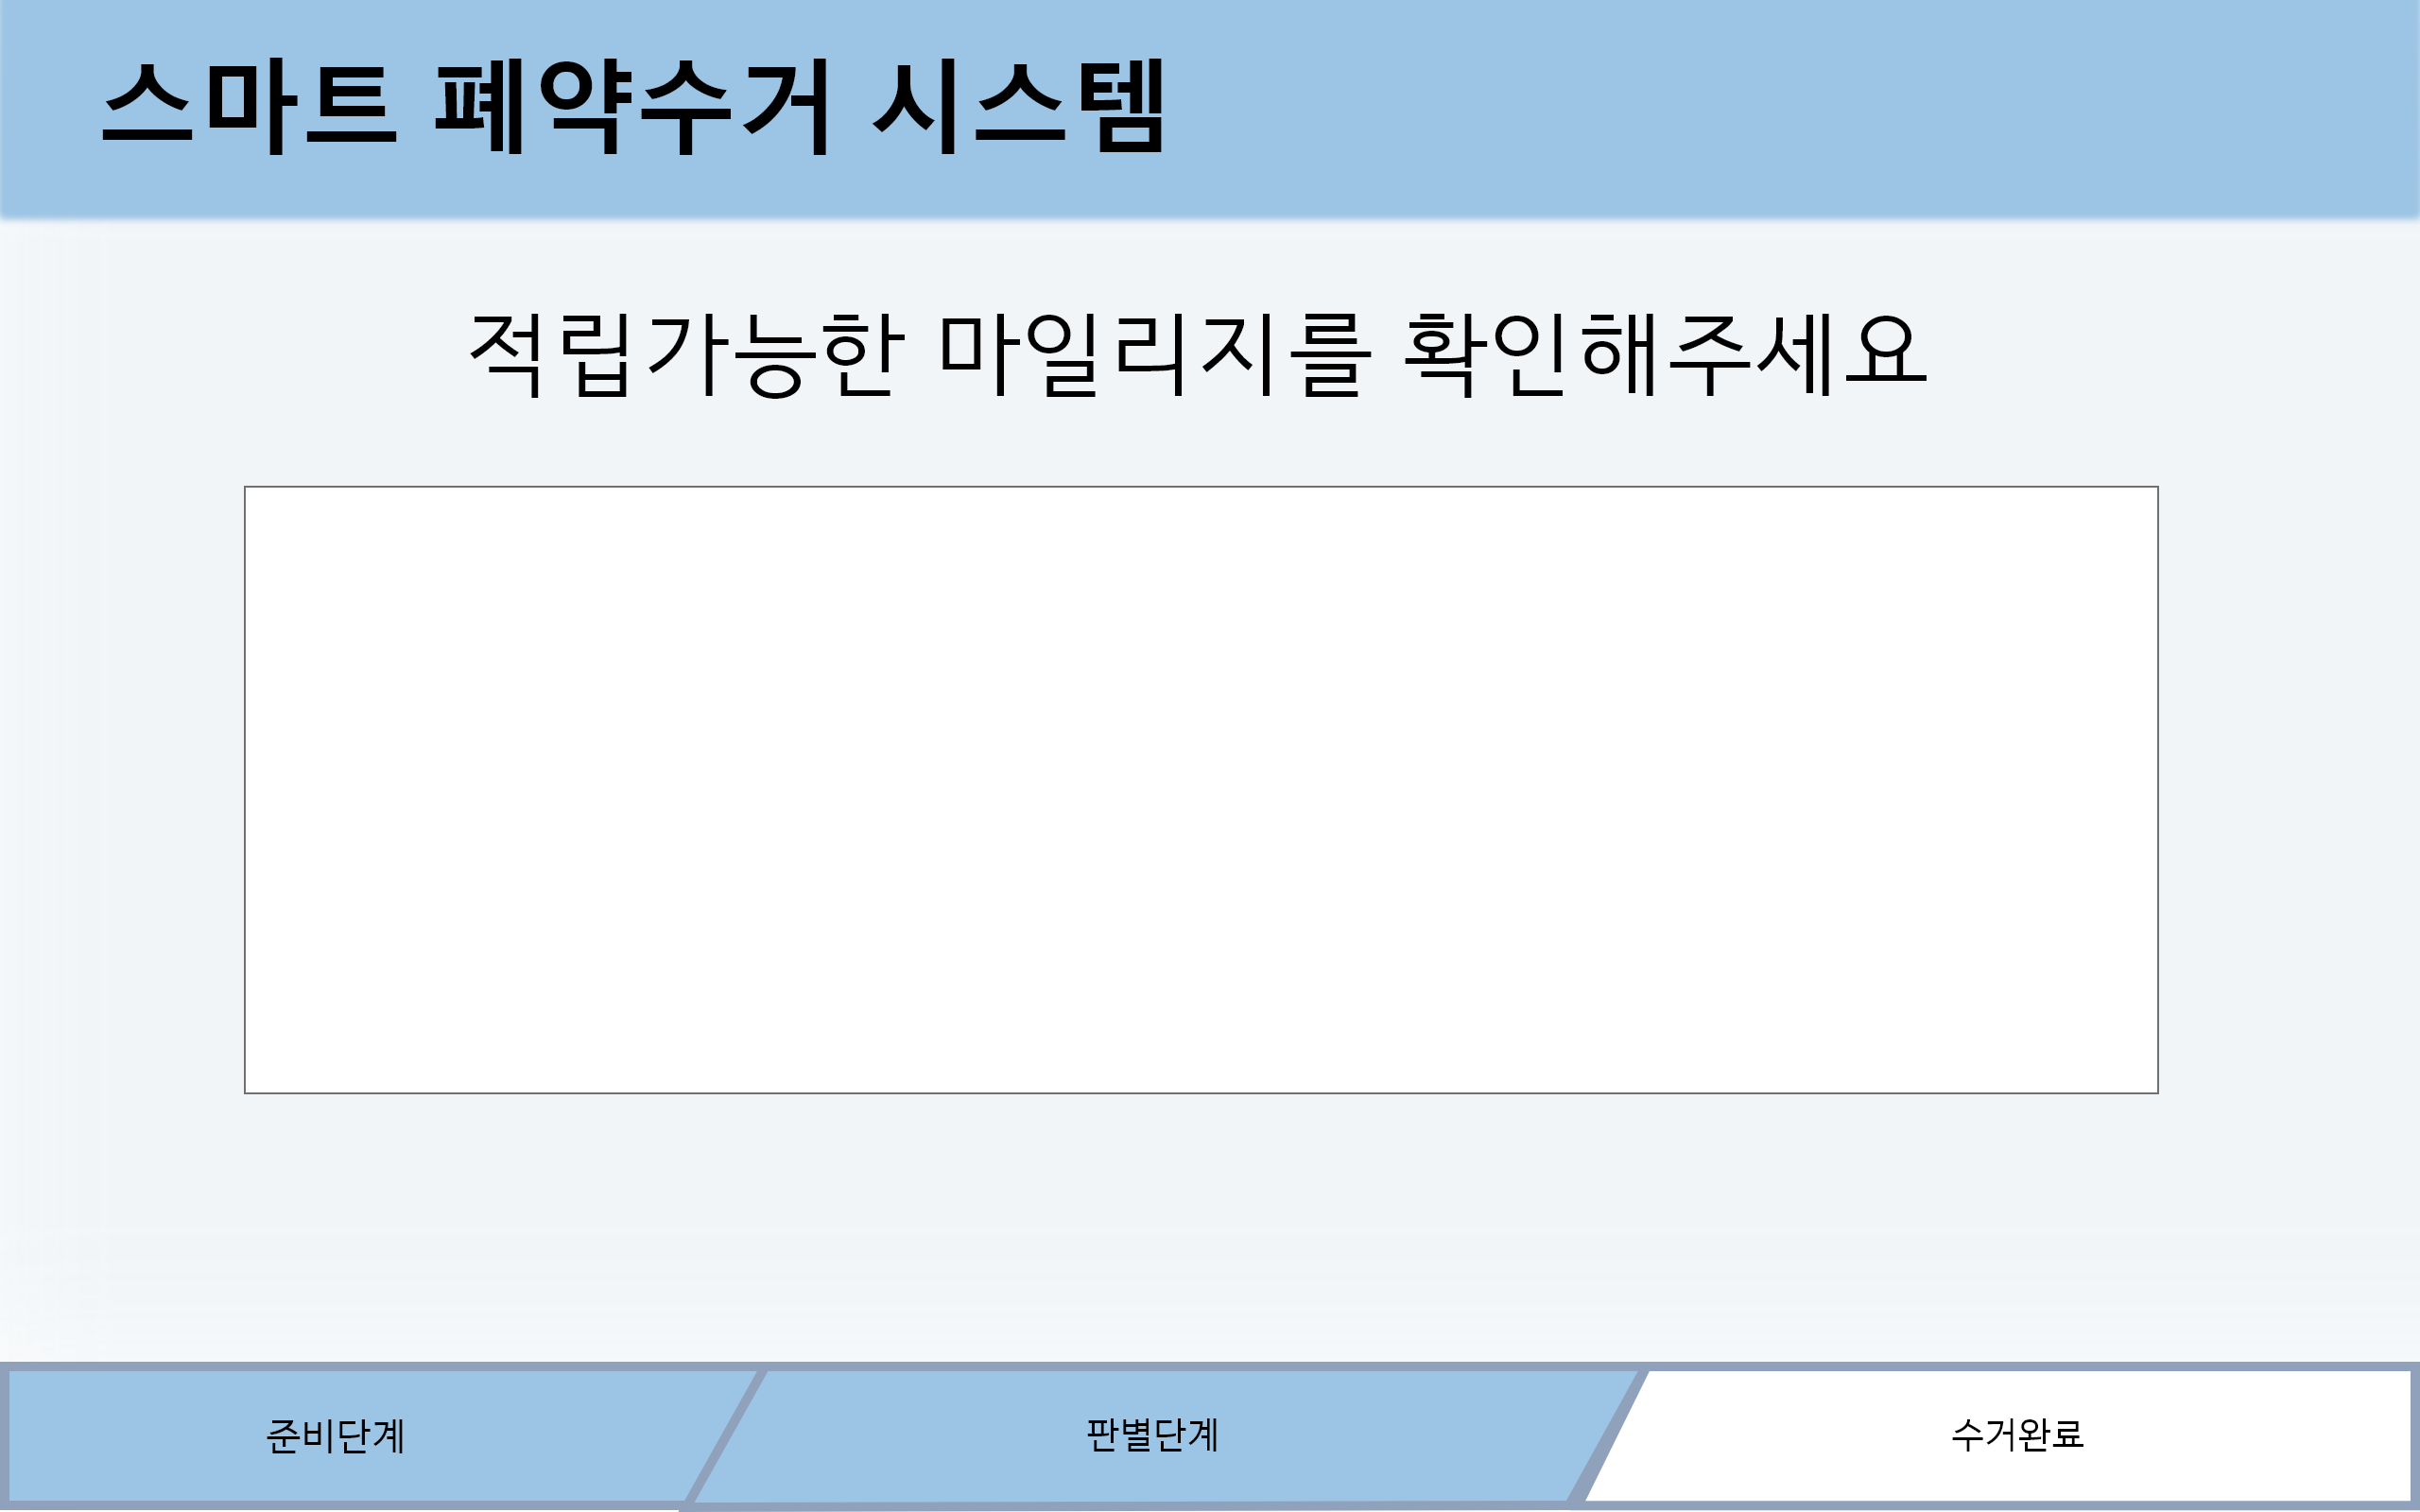 스마트 폐약수거 시스템
적립가능한 마일리지를 확인해주세요
준비단계
판별단계
수거완료